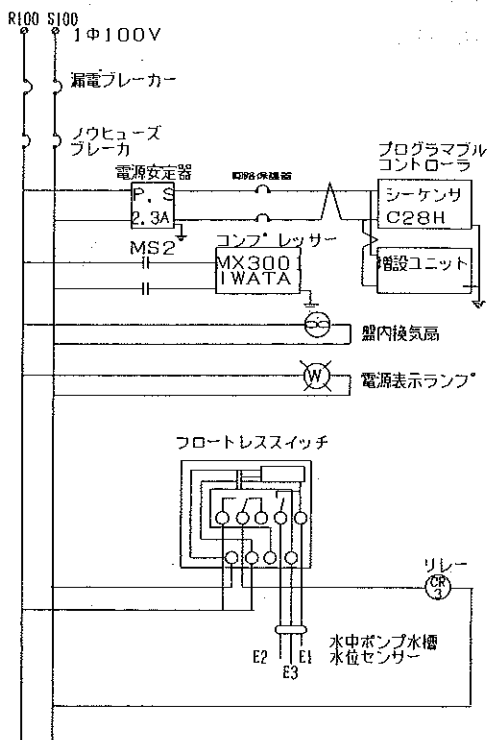 R100 S100
1Φ100V
漏電ブレーカー
ノウヒューズ
ブレーカ
電源安定器
P.S
2.3A
回路保護器
プログラマブル
コントローラ
シーケンサ
C28H
MS2
コンプレッサー
MX300
IWATA
増設ユニット
盤内換気扇
W
電源表示ランプ
フロートレススイッチ
リレー
CR
3
E2
E3
E1
水中ポンプ水槽
水位センサー